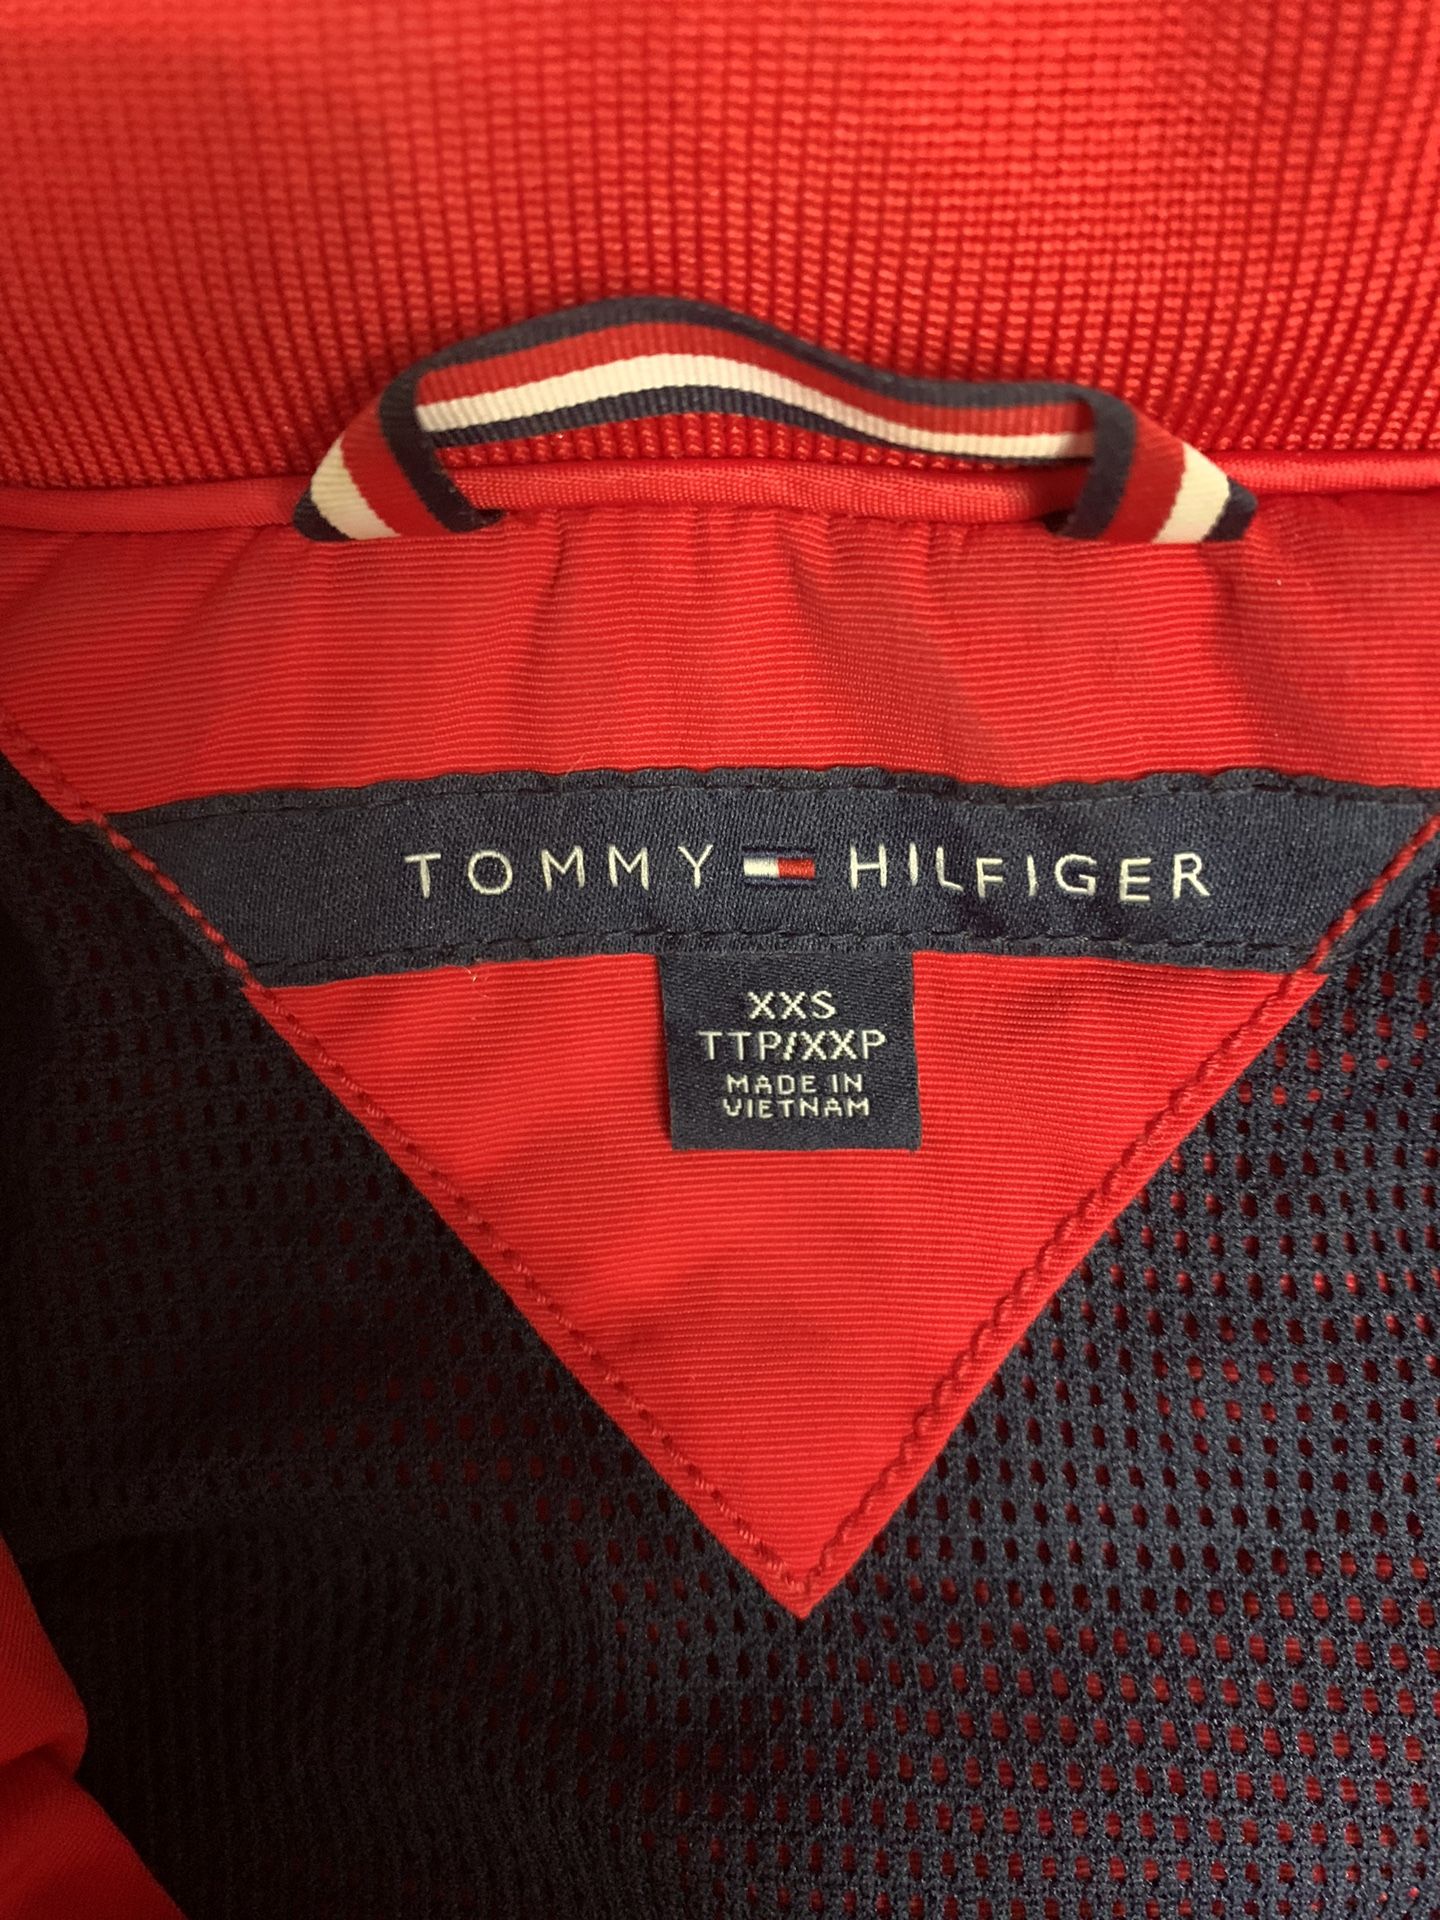 TOMMY HILFIGER
XXS
TTP/XXP
MADE IN
VIETNAM